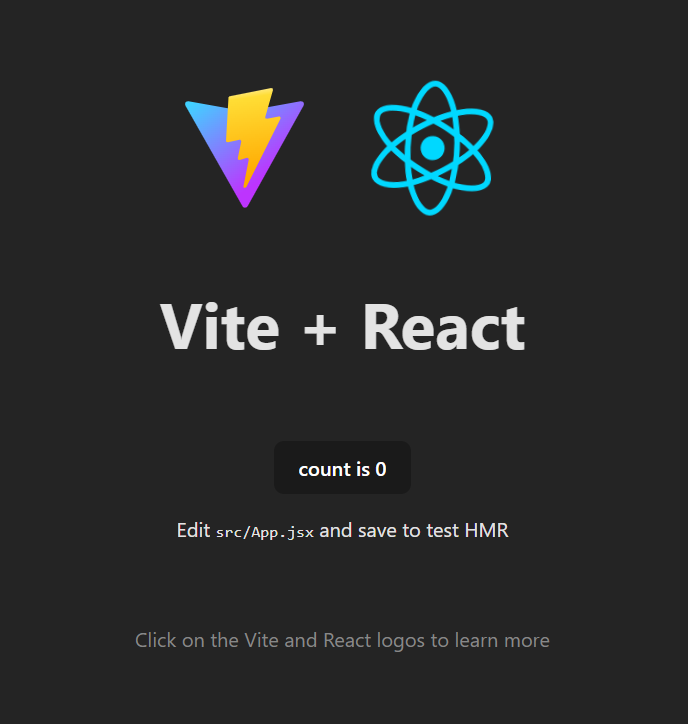 Vite + React
count is 0
Edit src/App.jsx and save to test HMR
Click on the Vite and React logos to learn more